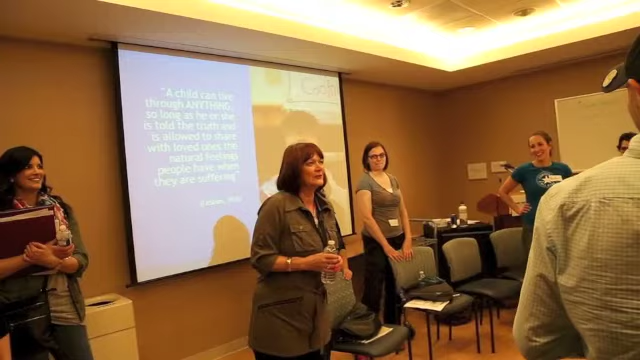 "A child can live
through ANYTHING,
so long as he or she
is told the truth and
is allowed to share
with loved ones the
natural feelings
people have when
they are suffering"